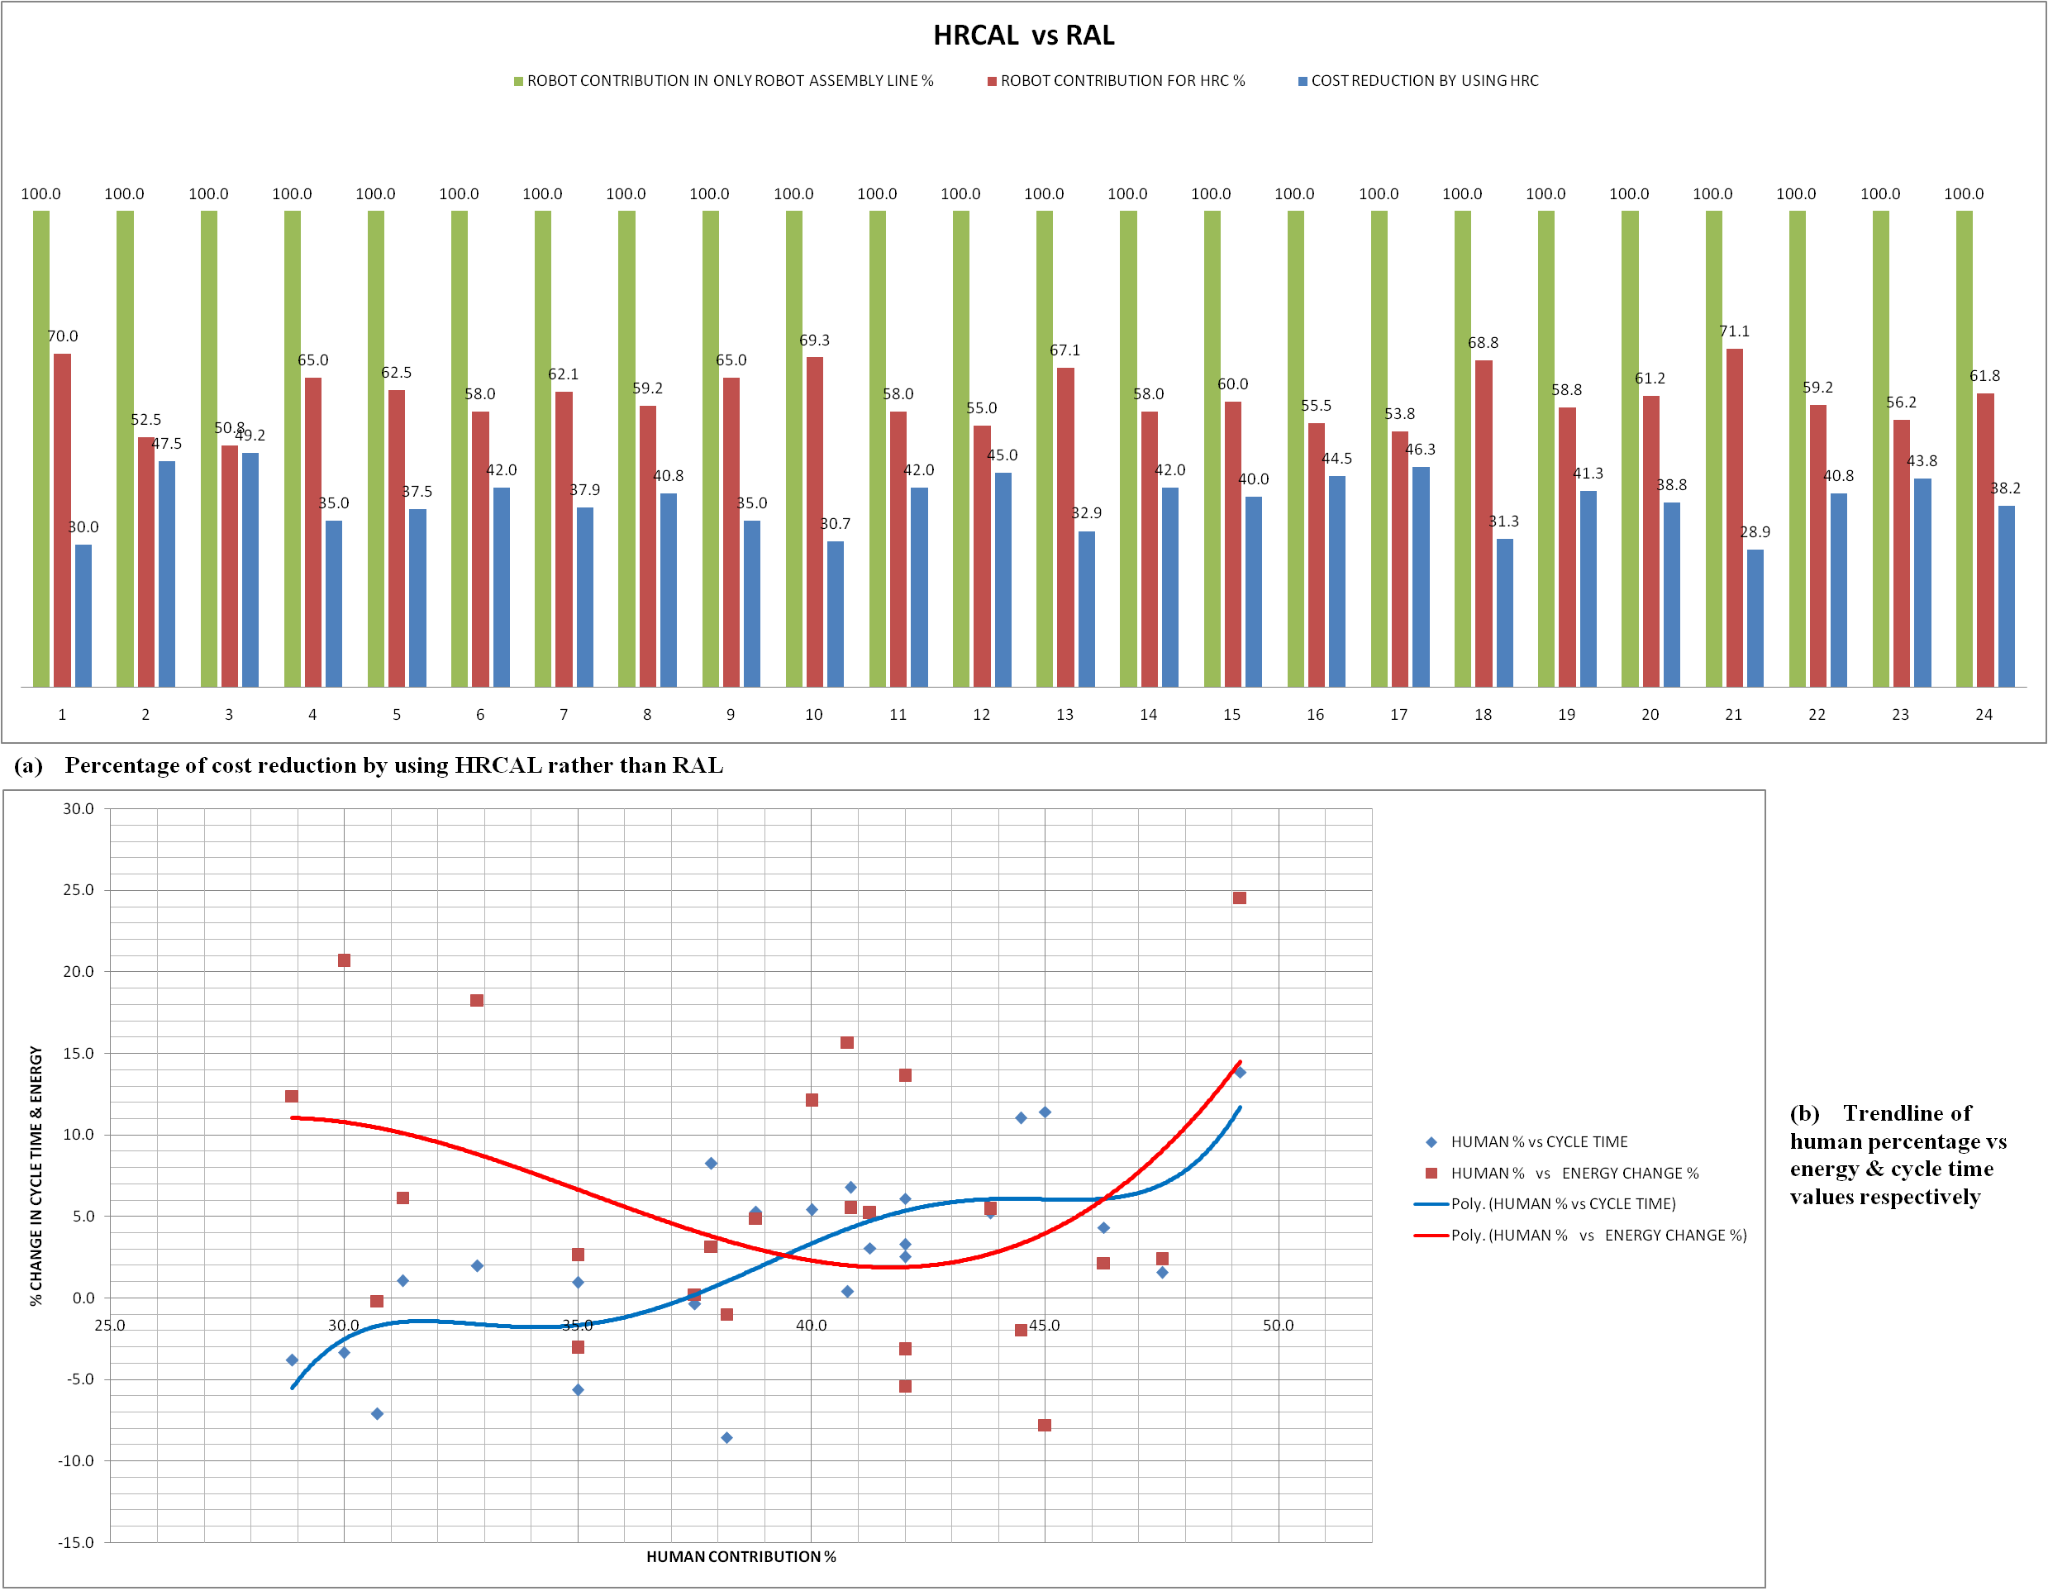 HRCAL vs RAL
ROBOT CONTRIBUTION IN ONLY ROBOT ASSEMBLY LINE % ROBOT CONTRIBUTION FOR HRC % COST REDUCTION BY USING HRC
100.0 100.0 100.0 100.0 100.0 100.0 100.0 100.0 100.0 100.0 100.0 100.0 100.0 100.0 100.0 100.0 100.0 100.0 100.0 100.0 100.0 100.0 100.0 100.0
70.0 52.5 50.8 65.0 62.5 58.0 62.1 59.2 65.0 69.3 58.0 55.0 67.1 58.0 60.0 55.5 53.8 68.8 58.8 61.2 71.1 59.2 56.2 61.8
30.0 47.5 49.2 35.0 37.5 42.0 37.9 40.8 35.0 30.7 42.0 45.0 32.9 42.0 40.0 44.5 46.3 31.3 41.3 38.8 28.9 40.8 43.8 38.2
1 2 3 4 5 6 7 8 9 10 11 12 13 14 15 16 17 18 19 20 21 22 23 24
(a) Percentage of cost reduction by using HRCAL rather than RAL
% CHANGE IN CYCLE TIME & ENERGY
30.0
25.0
20.0
15.0
10.0
5.0
0.0
-5.0
-10.0
-15.0
25.0 30.0 35.0 40.0 45.0 50.0
HUMAN CONTRIBUTION %
HUMAN % vs CYCLE TIME
HUMAN % vs ENERGY CHANGE %
Poly. (HUMAN % vs CYCLE TIME)
Poly. (HUMAN % vs ENERGY CHANGE %)
(b) Trendline of
human percentage vs
energy & cycle time
values respectively